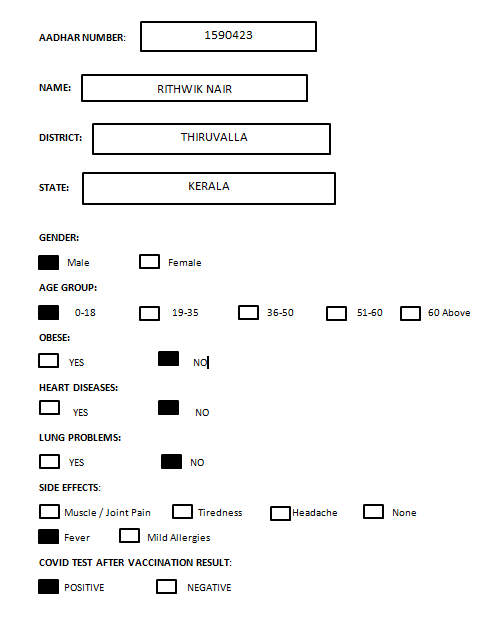 AADHAR NUMBER: 1590423
NAME: RITHWIK NAIR
DISTRICT: THIRUVALLA
STATE: KERALA
GENDER:
Male Female
AGE GROUP:
0-18 19-35 36-50 51-60 60 Above
OBESE:
YES NO
HEART DISEASES:
YES NO
LUNG PROBLEMS:
YES NO
SIDE EFFECTS:
Muscle / Joint Pain Tiredness Headache None
Fever Mild Allergies
COVID TEST AFTER VACCINATION RESULT:
POSITIVE NEGATIVE